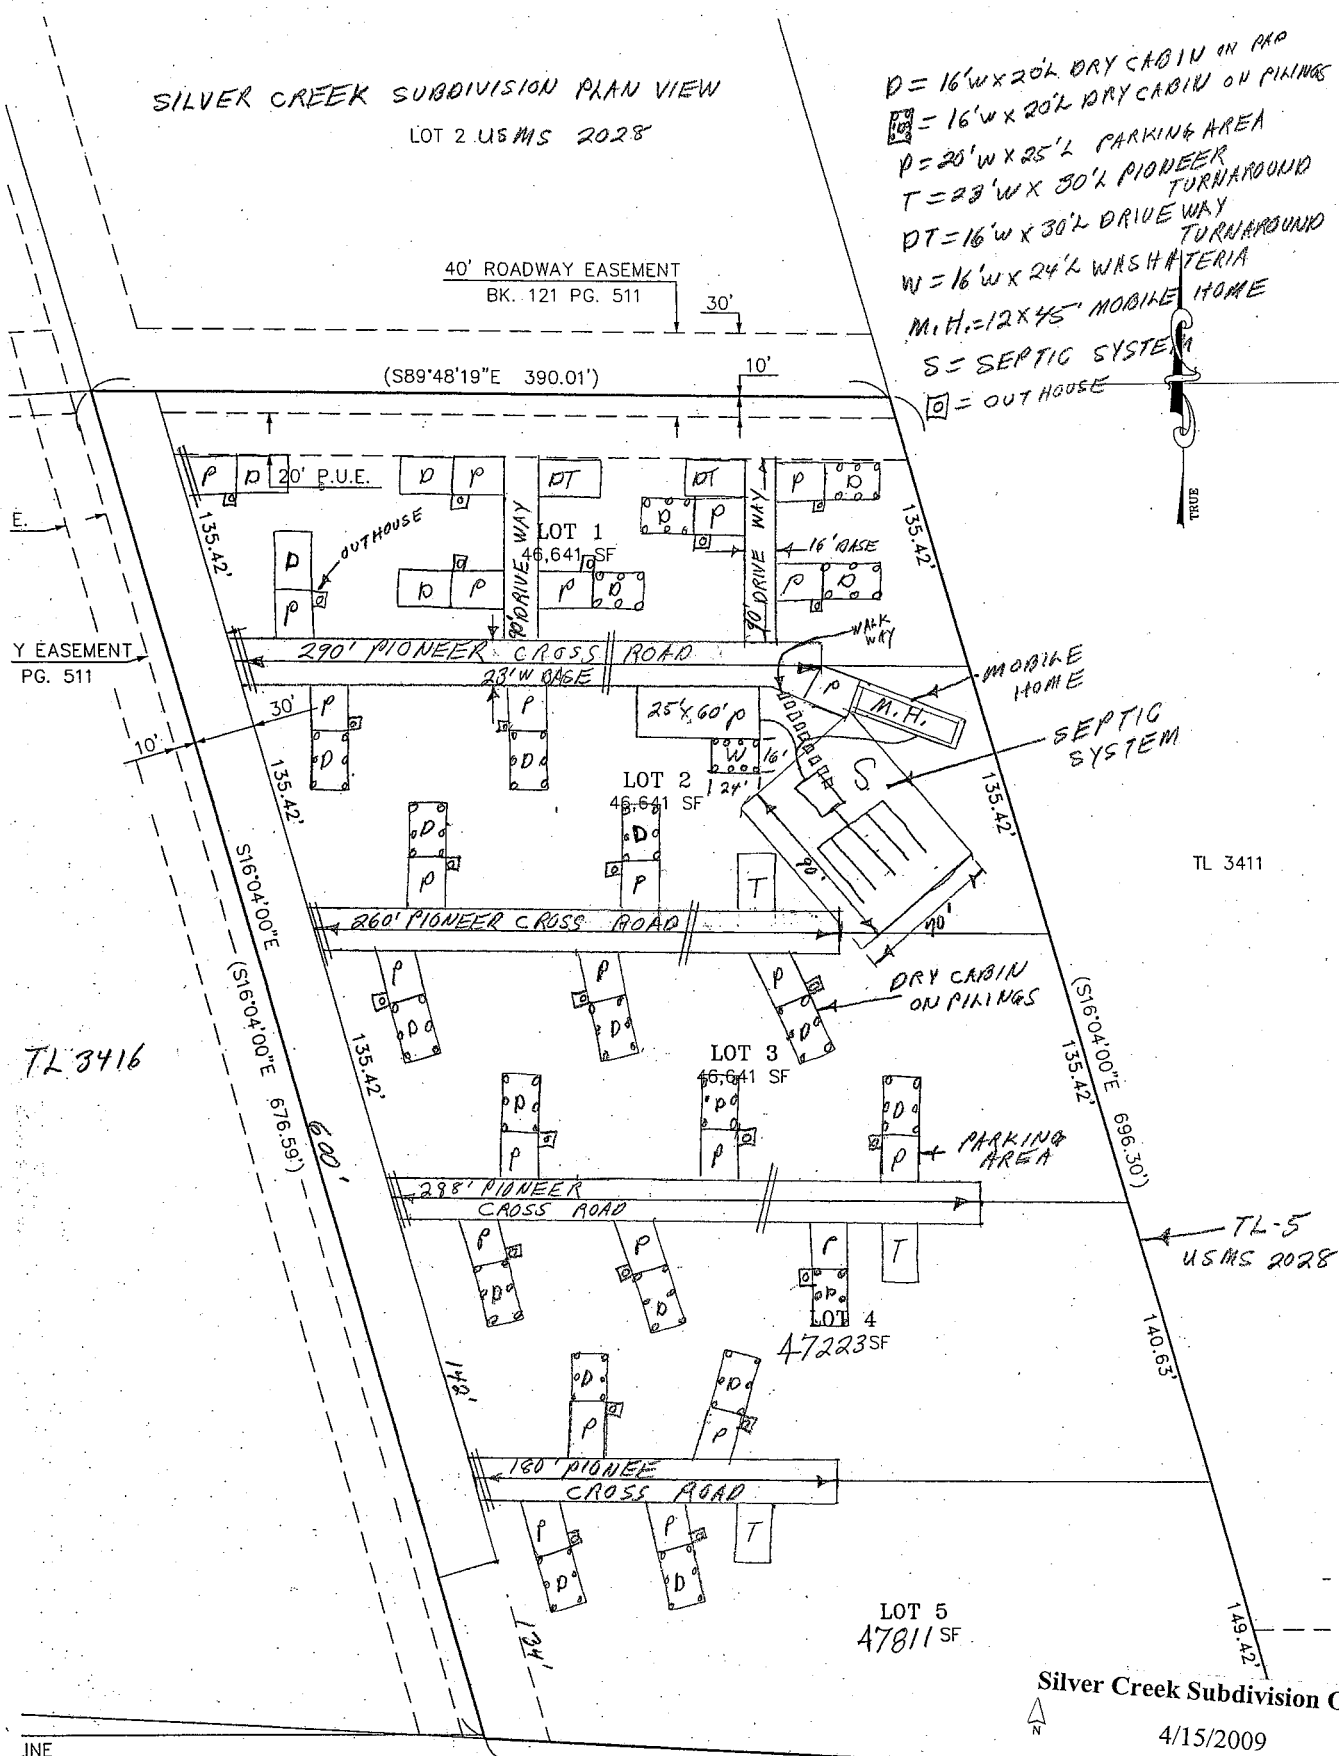 SILVER CREEK SUBDIVISION PLAN VIEW
LOT 2 USMS 2028
D = 16'W X 20'L DRY CABIN ON PAD
D = 16'W X 20'L DRY CABIN ON PILINGS
P = 20'W X 25'L PARKING AREA
T = 23'W X 30'L PIONEER
TURNAROUND
DT = 16'W X 30'L DRIVEWAY
TURNAROUND
W = 16'W X 24'L WASHATERIA
M.H. = 12 X 45' MOBILE HOME
S = SEPTIC SYSTEM
O = OUTHOUSE
TRUE
40' ROADWAY EASEMENT
BK. 121 PG. 511
30'
(S89°48'19"E 390.01')
10'
P D 20' P.U.E. D P DT DT P D
E.
135.42'
OUTHOUSE
90' DRIVE WAY
LOT 1
46,641 SF
D P
90' DRIVE WAY
16' BASE
135.42'
D
P
D P P D P D
WALK
WAY
Y EASEMENT
PG. 511
290' PIONEER CROSS ROAD
23'W BASE
MOBILE
HOME
P M.H.
30'
10'
P P 25' X 60' P
D D W 16'
24'
SEPTIC
SYSTEM
S
135.42'
LOT 2
46,641 SF
135.42'
D D
P P T
90'
70'
TL 3411
S16°04'00"E
260' PIONEER CROSS ROAD
P P P
D D D
DRY CABIN
ON PILINGS
(S16°04'00"E 676.59')
600'
(S16°04'00"E 696.30')
TL 3416
135.42'
LOT 3
46,641 SF
135.42'
D D D
P P P
PARKING
AREA
298' PIONEER
CROSS ROAD
P P P T
D D D
TL-5
USMS 2028
LOT 4
47223 SF
140.63'
142'
D D
P P
180' PIONEE
CROSS ROAD
P P T
D D
LOT 5
47811 SF
134'
149.42'
Silver Creek Subdivision C
N
4/15/2009
INE